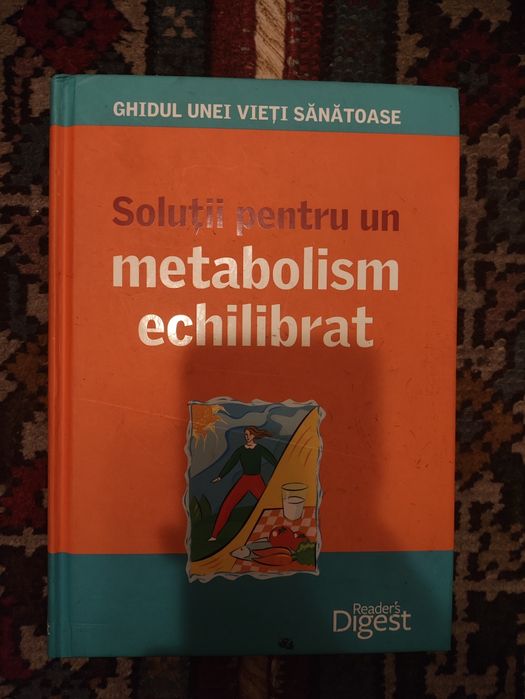 GHIDUL UNEI VIEȚI SĂNĂTOASE
Soluții pentru un
metabolism
echilibrat
Reader's
Digest